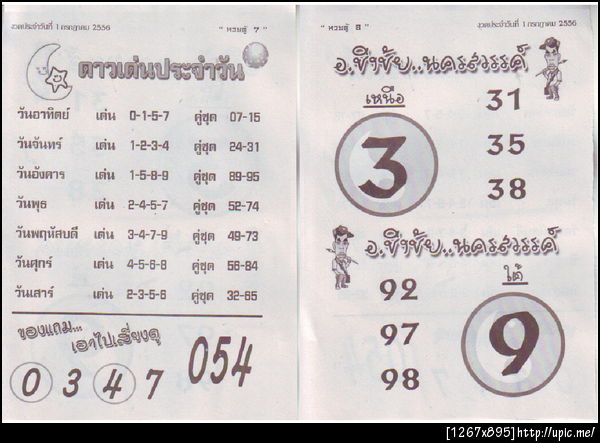 งวดประจำวันที่ 1 กรกฎาคม 2556 " หวยตู้ 7 "
ดาวเด่นประจำวัน
วันอาทิตย์ เด่น 0-1-5-7 คู่ชุด 07-15
วันจันทร์ เด่น 1-2-3-4 คู่ชุด 24-31
วันอังคาร เด่น 1-5-8-9 คู่ชุด 89-95
วันพุธ เด่น 2-4-5-7 คู่ชุด 52-74
วันพฤหัสบดี เด่น 3-4-7-9 คู่ชุด 49-73
วันศุกร์ เด่น 4-5-6-8 คู่ชุด 56-84
วันเสาร์ เด่น 2-3-5-6 คู่ชุด 32-65
ของแถม...
เอาไปเสี่ยงดู
0 3 4 7 054
" หวยตู้ 8 " งวดประจำวันที่ 1 กรกฎาคม 2556
อ.ชี้ชัย..นครสวรรค์
เหนือ
3
31
35
38
อ.ชี้ชัย..นครสวรรค์
92
97
98
ใต้
9
[1267x895]http://upic.me/